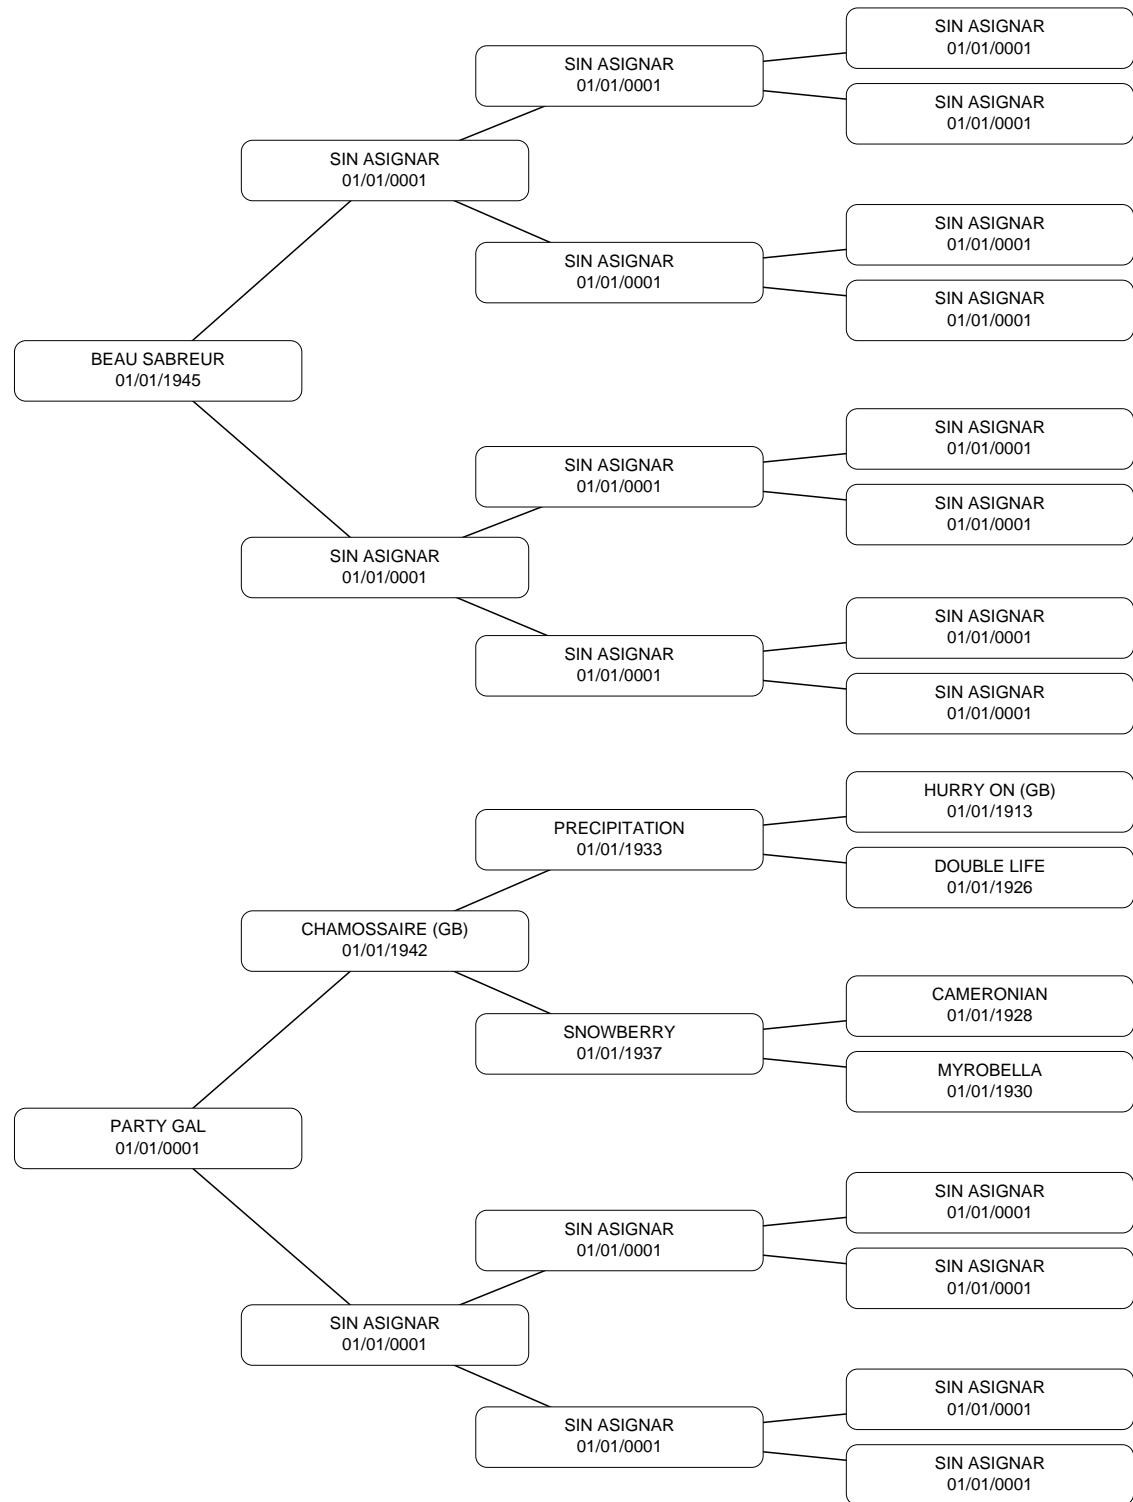 SIN ASIGNAR
01/01/0001
SIN ASIGNAR
01/01/0001
SIN ASIGNAR
01/01/0001
SIN ASIGNAR
01/01/0001
SIN ASIGNAR
01/01/0001
SIN ASIGNAR
01/01/0001
SIN ASIGNAR
01/01/0001
BEAU SABREUR
01/01/1945
SIN ASIGNAR
01/01/0001
SIN ASIGNAR
01/01/0001
SIN ASIGNAR
01/01/0001
SIN ASIGNAR
01/01/0001
SIN ASIGNAR
01/01/0001
SIN ASIGNAR
01/01/0001
SIN ASIGNAR
01/01/0001
HURRY ON (GB)
01/01/1913
PRECIPITATION
01/01/1933
DOUBLE LIFE
01/01/1926
CHAMOSSAIRE (GB)
01/01/1942
CAMERONIAN
01/01/1928
SNOWBERRY
01/01/1937
MYROBELLA
01/01/1930
PARTY GAL
01/01/0001
SIN ASIGNAR
01/01/0001
SIN ASIGNAR
01/01/0001
SIN ASIGNAR
01/01/0001
SIN ASIGNAR
01/01/0001
SIN ASIGNAR
01/01/0001
SIN ASIGNAR
01/01/0001
SIN ASIGNAR
01/01/0001